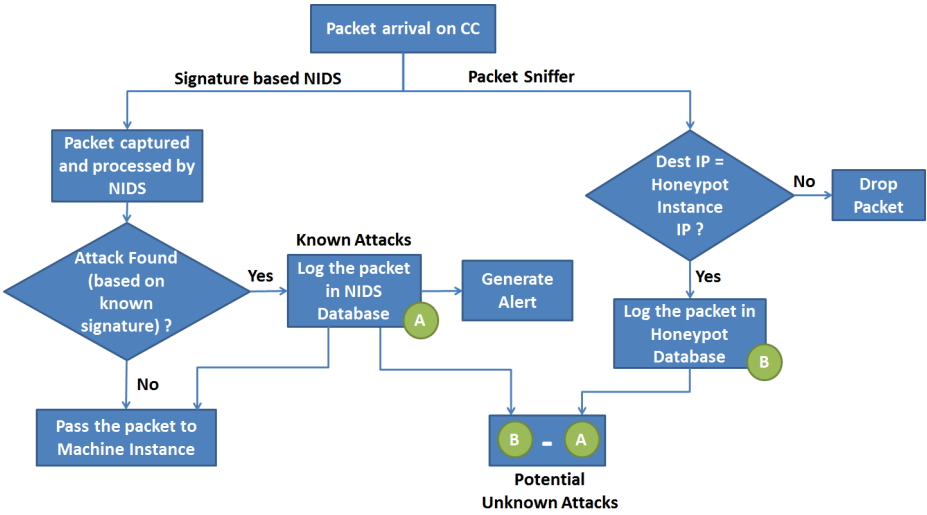 Packet arrival on CC
Signature based NIDS
Packet Sniffer
Packet captured
and processed by
NIDS
Dest IP =
Honeypot
Instance
IP ?
No
Drop
Packet
Attack Found
(based on
known
signature) ?
Yes
Known Attacks
Log the packet
in NIDS
Database
A
Generate
Alert
Yes
Log the packet in
Honeypot
Database
B
No
Pass the packet to
Machine Instance
B - A
Potential
Unknown Attacks